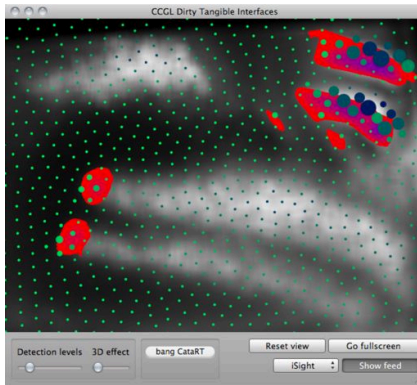 CCGL Dirty Tangible Interfaces
Detection levels 3D effect bang CataRT Reset view Go fullscreen
iSight Show feed